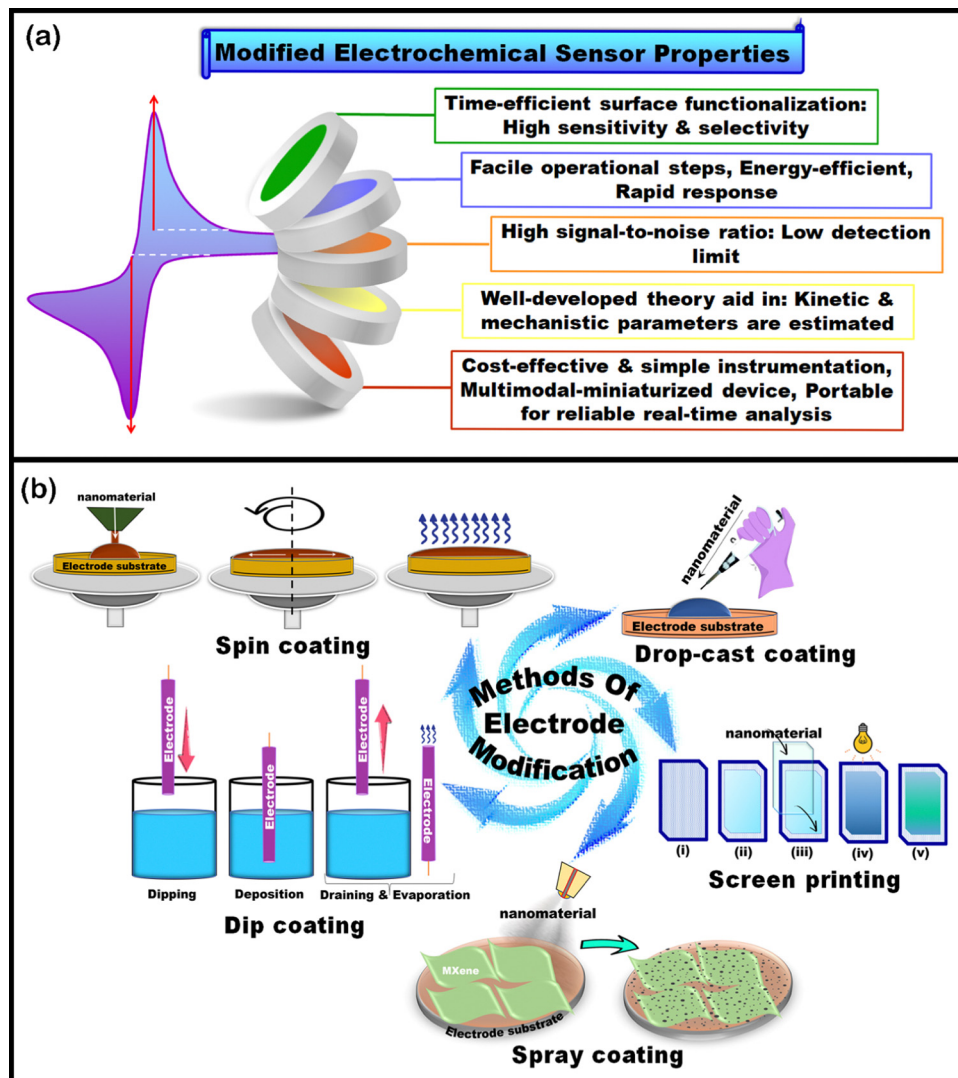 (a)
Modified Electrochemical Sensor Properties
Time-efficient surface functionalization:
High sensitivity & selectivity
Facile operational steps, Energy-efficient,
Rapid response
High signal-to-noise ratio: Low detection
limit
Well-developed theory aid in: Kinetic &
mechanistic parameters are estimated
Cost-effective & simple instrumentation,
Multimodal-miniaturized device, Portable
for reliable real-time analysis
(b)
nanomaterial
Electrode substrate
Spin coating
nanomaterial
Electrode substrate
Drop-cast coating
Methods Of
Electrode
Modification
Electrode
Electrode
Electrode
Electrode
Dipping
Deposition
Draining & Evaporation
Dip coating
nanomaterial
(i)
(ii)
(iii)
(iv)
(v)
Screen printing
nanomaterial
MXene
Electrode substrate
Spray coating